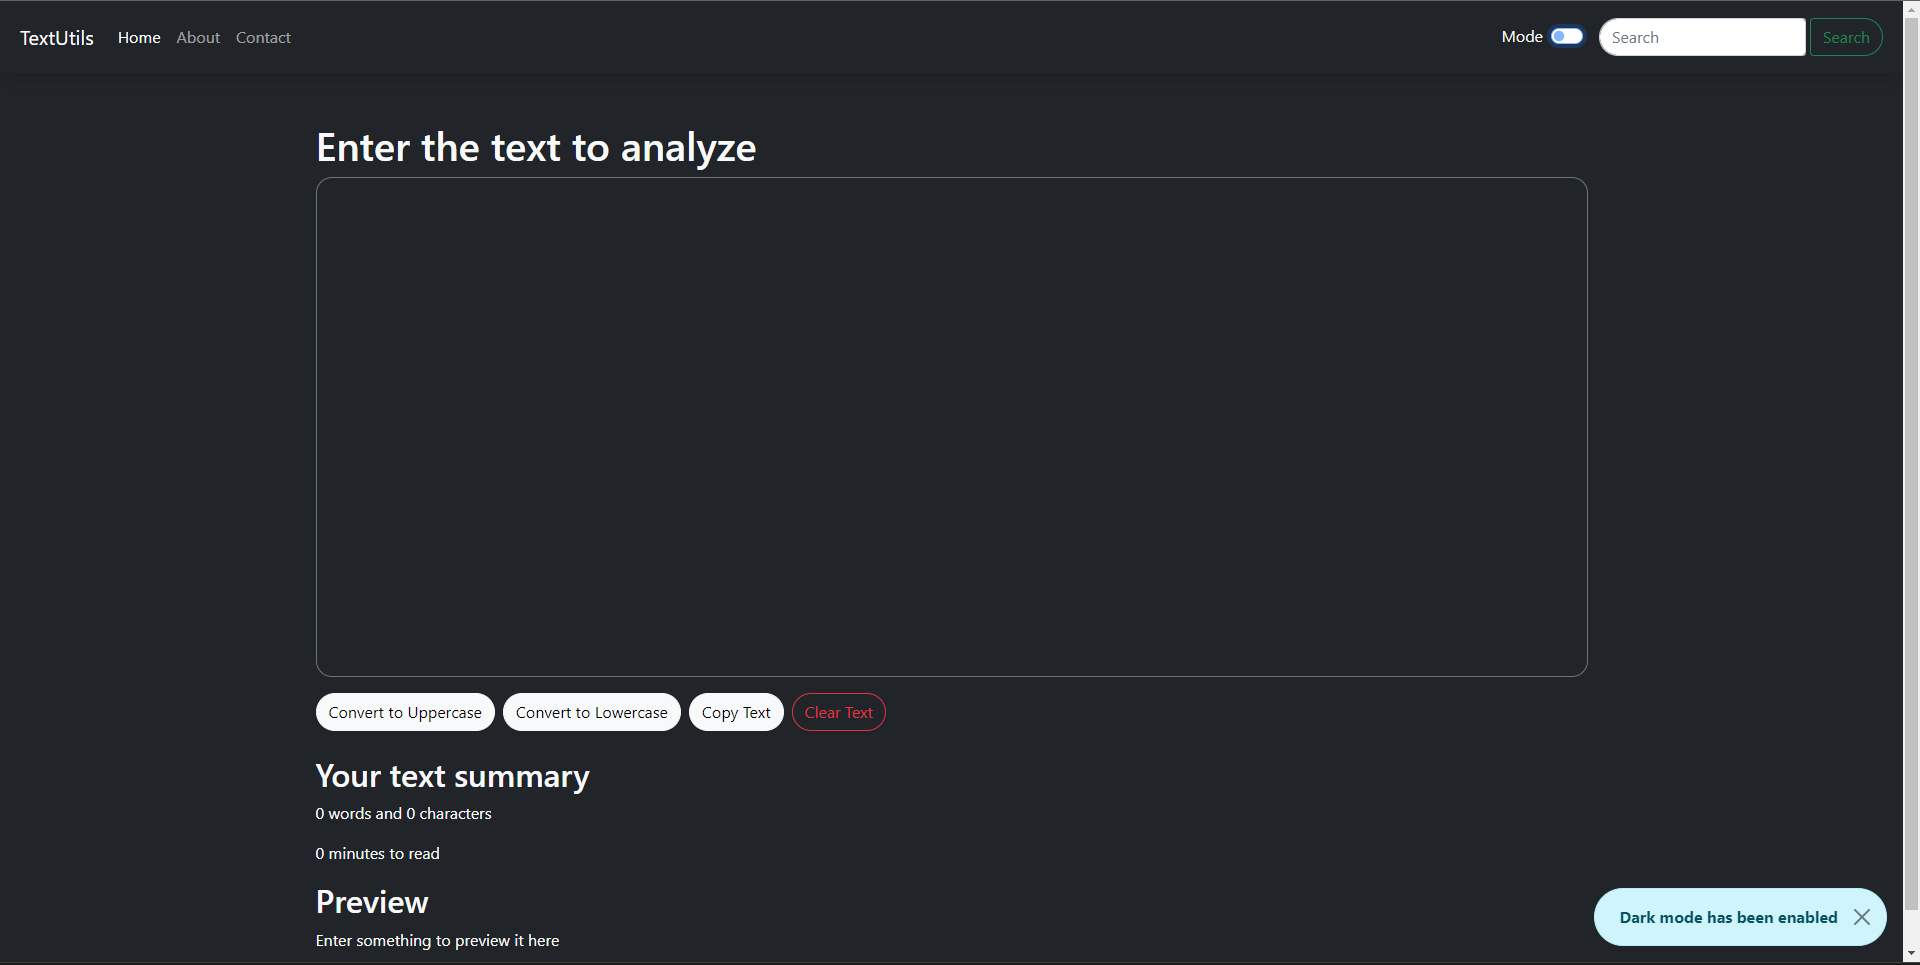 TextUtils Home About Contact Mode Search Search
Enter the text to analyze
Convert to Uppercase Convert to Lowercase Copy Text Clear Text
Your text summary
0 words and 0 characters
0 minutes to read
Preview
Enter something to preview it here
Dark mode has been enabled